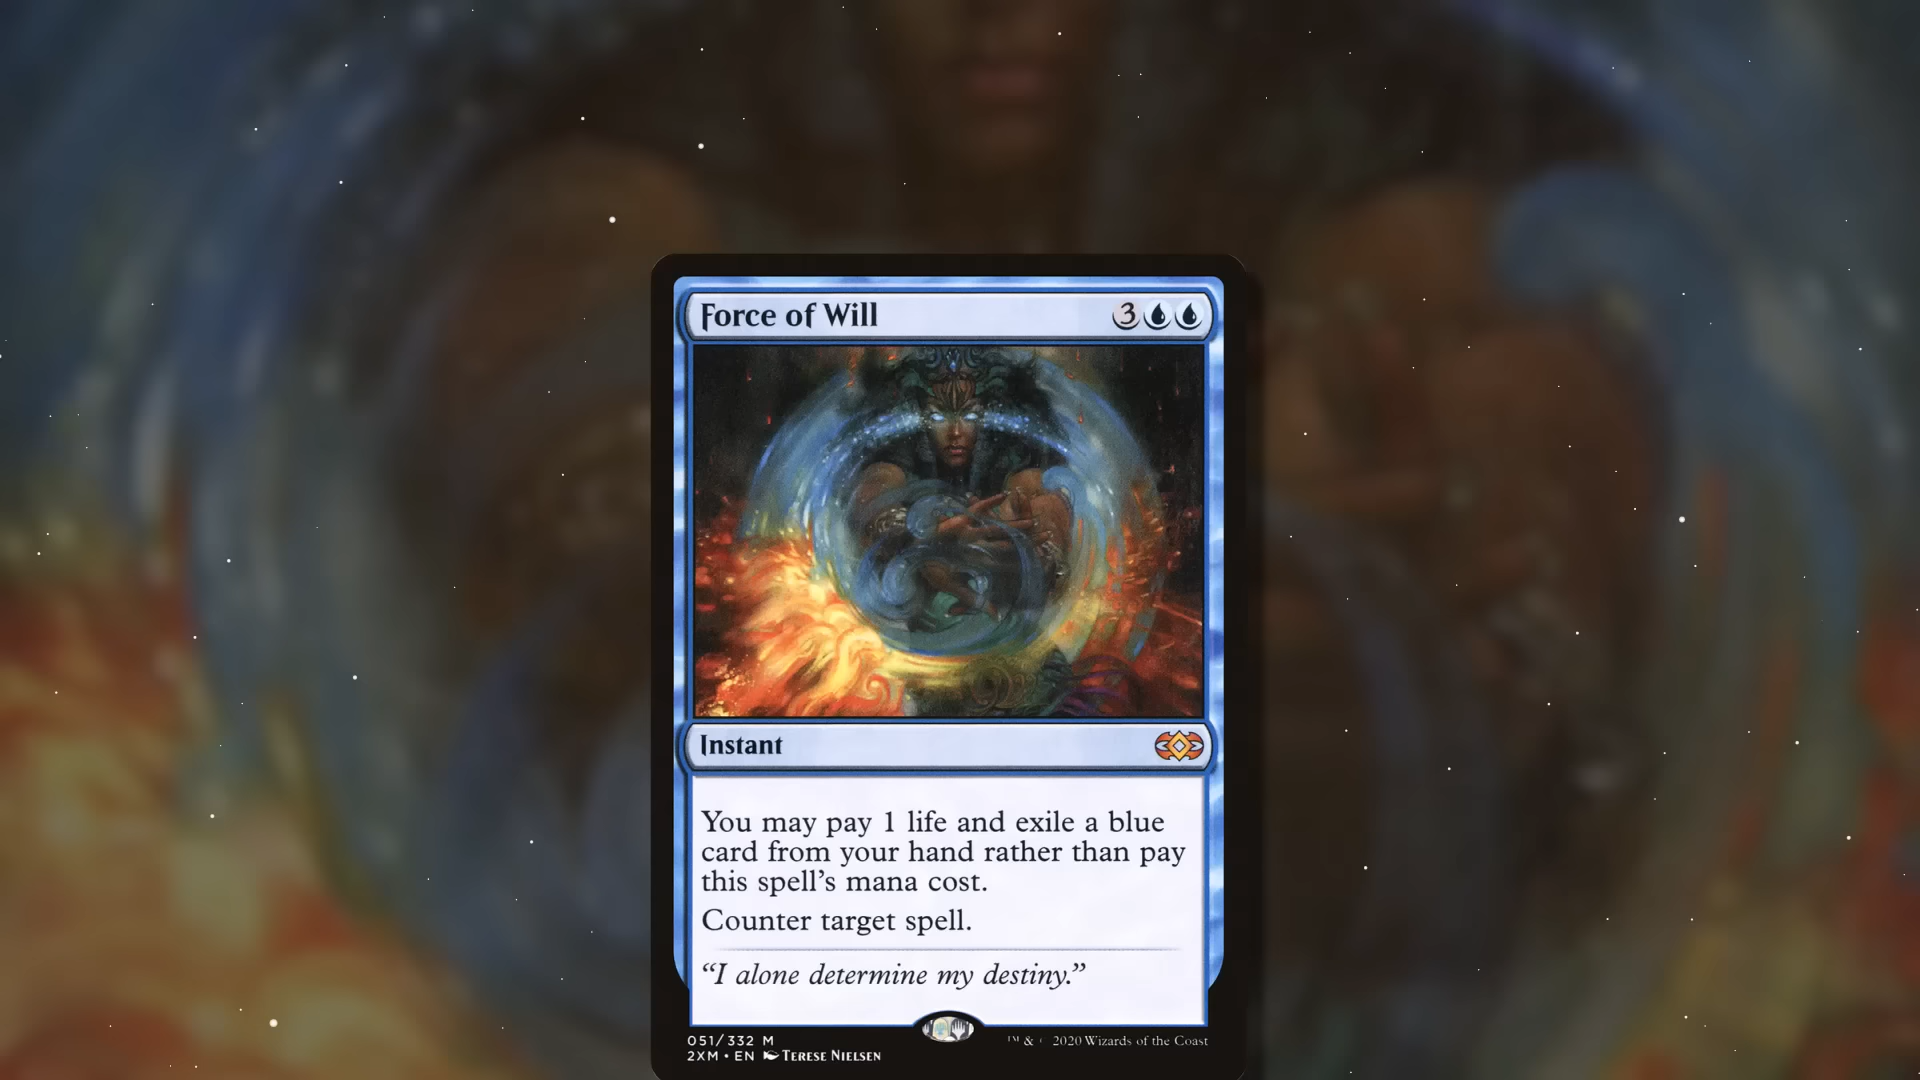 Force of Will 3
Instant
You may pay 1 life and exile a blue
card from your hand rather than pay
this spell’s mana cost.
Counter target spell.
“I alone determine my destiny.”
051/332 M
2XM • EN TERESE NIELSEN
™ & © 2020 Wizards of the Coast